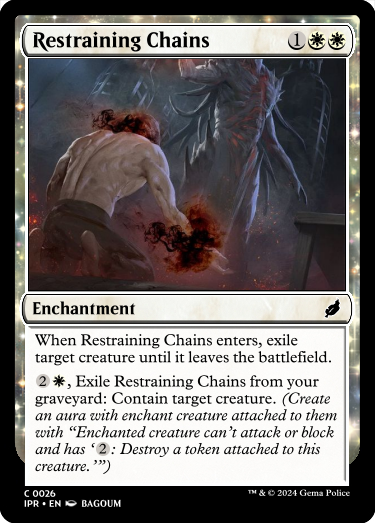 Restraining Chains 1
Enchantment
When Restraining Chains enters, exile
target creature until it leaves the battlefield.
2, Exile Restraining Chains from your
graveyard: Contain target creature. (Create
an aura with enchant creature attached to them
with “Enchanted creature can’t attack or block
and has ‘2: Destroy a token attached to this
creature.’”)
C 0026
IPR • EN BAGOUM
™ & © 2024 Gema Police